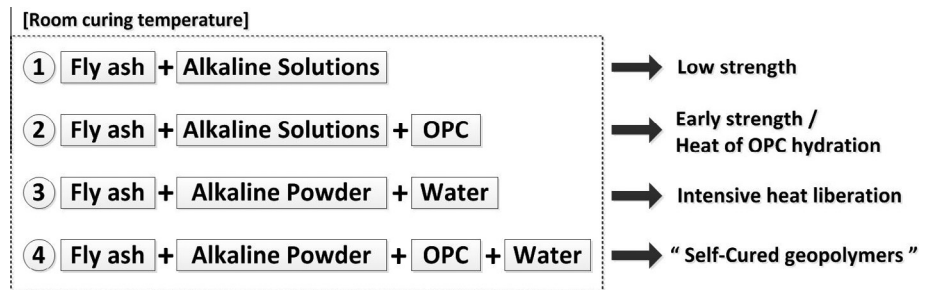 [Room curing temperature]
1 Fly ash + Alkaline Solutions Low strength
2 Fly ash + Alkaline Solutions + OPC Early strength /
Heat of OPC hydration
3 Fly ash + Alkaline Powder + Water Intensive heat liberation
4 Fly ash + Alkaline Powder + OPC + Water “ Self-Cured geopolymers ”